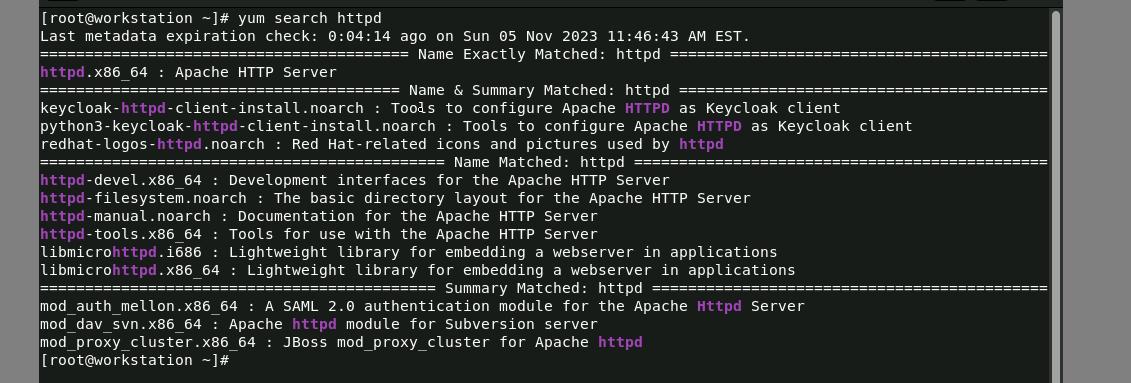 [root@workstation ~]# yum search httpd
Last metadata expiration check: 0:04:14 ago on Sun 05 Nov 2023 11:46:43 AM EST.
========================================= Name Exactly Matched: httpd ==========================================
httpd.x86_64 : Apache HTTP Server
======================================== Name & Summary Matched: httpd =========================================
keycloak-httpd-client-install.noarch : Tools to configure Apache HTTPD as Keycloak client
python3-keycloak-httpd-client-install.noarch : Tools to configure Apache HTTPD as Keycloak client
redhat-logos-httpd.noarch : Red Hat-related icons and pictures used by httpd
============================================= Name Matched: httpd ==============================================
httpd-devel.x86_64 : Development interfaces for the Apache HTTP Server
httpd-filesystem.noarch : The basic directory layout for the Apache HTTP Server
httpd-manual.noarch : Documentation for the Apache HTTP Server
httpd-tools.x86_64 : Tools for use with the Apache HTTP Server
libmicrohttpd.i686 : Lightweight library for embedding a webserver in applications
libmicrohttpd.x86_64 : Lightweight library for embedding a webserver in applications
============================================ Summary Matched: httpd ============================================
mod_auth_mellon.x86_64 : A SAML 2.0 authentication module for the Apache Httpd Server
mod_dav_svn.x86_64 : Apache httpd module for Subversion server
mod_proxy_cluster.x86_64 : JBoss mod_proxy_cluster for Apache httpd
[root@workstation ~]#